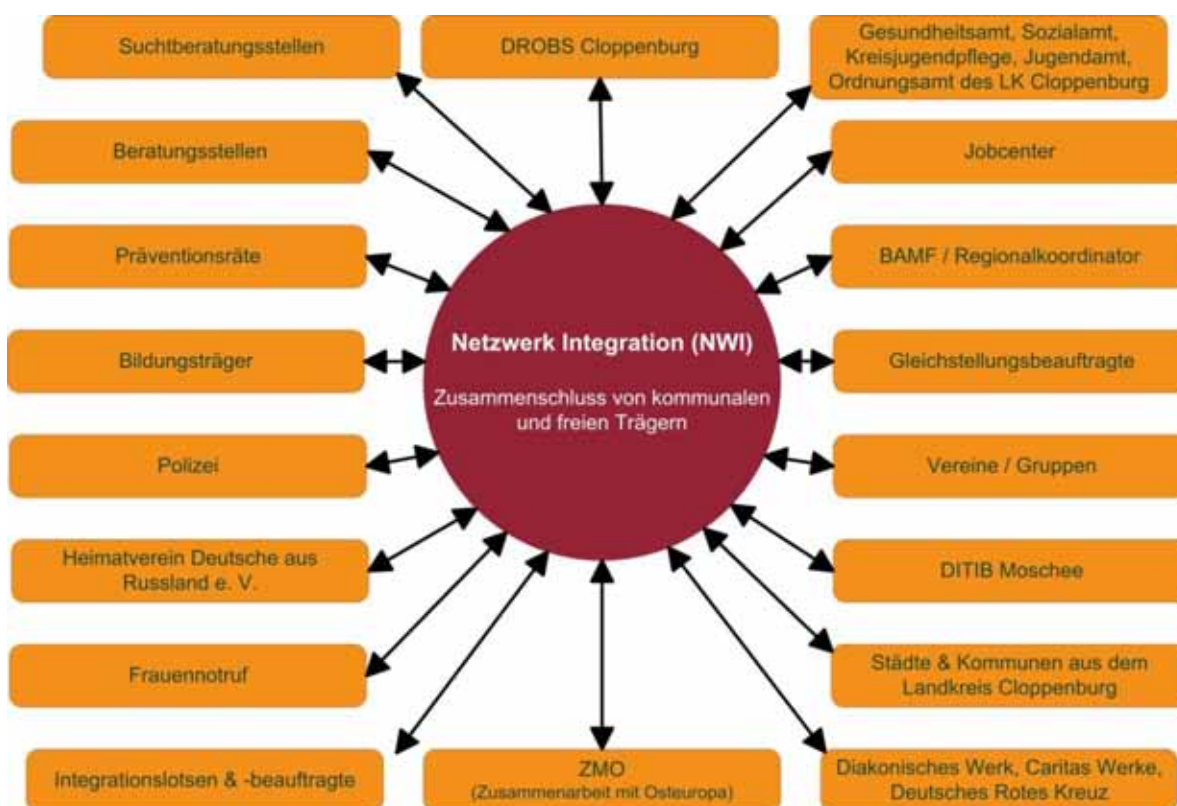 Suchtberatungsstellen
DROBS Cloppenburg
Gesundheitsamt, Sozialamt,
Kreisjugendpflege, Jugendamt,
Ordnungsamt des LK Cloppenburg
Beratungsstellen
Jobcenter
Präventionsräte
BAMF / Regionalkoordinator
Netzwerk Integration (NWI)
Zusammenschluss von kommunalen
und freien Trägern
Bildungsträger
Gleichstellungsbeauftragte
Polizei
Vereine / Gruppen
Heimatverein Deutsche aus
Russland e. V.
DITIB Moschee
Frauennotruf
Städte & Kommunen aus dem
Landkreis Cloppenburg
Integrationslotsen & -beauftragte
ZMO
(Zusammenarbeit mit Osteuropa)
Diakonisches Werk, Caritas Werke,
Deutsches Rotes Kreuz